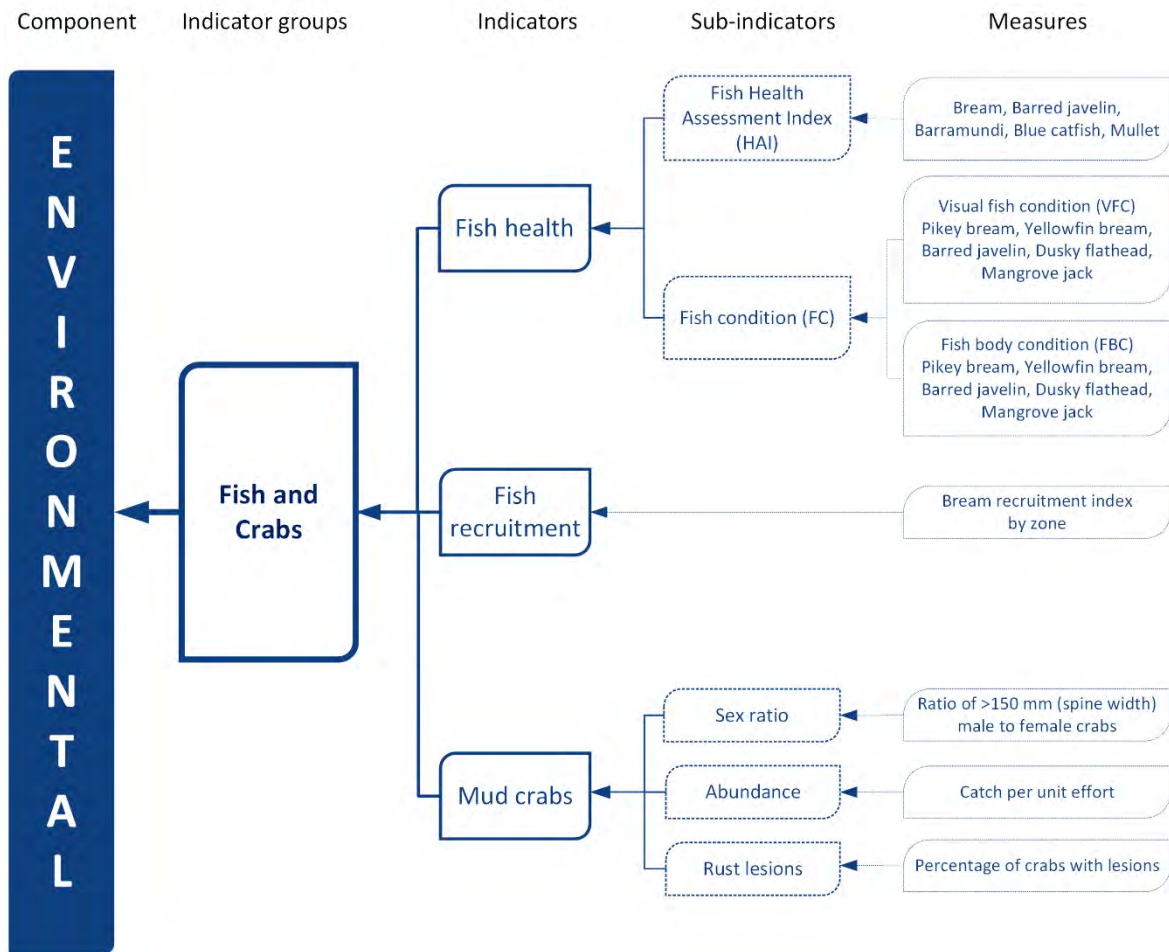 Component
Indicator groups
Indicators
Sub-indicators
Measures
ENVIRONMENTAL
Fish and
Crabs
Fish health
Fish Health
Assessment Index
(HAI)
Bream, Barred javelin,
Barramundi, Blue catfish, Mullet
Fish condition (FC)
Visual fish condition (VFC)
Pikey bream, Yellowfin bream,
Barred javelin, Dusky flathead,
Mangrove jack
Fish body condition (FBC)
Pikey bream, Yellowfin bream,
Barred javelin, Dusky flathead,
Mangrove jack
Fish
recruitment
Bream recruitment index
by zone
Mud crabs
Sex ratio
Ratio of >150 mm (spine width)
male to female crabs
Abundance
Catch per unit effort
Rust lesions
Percentage of crabs with lesions